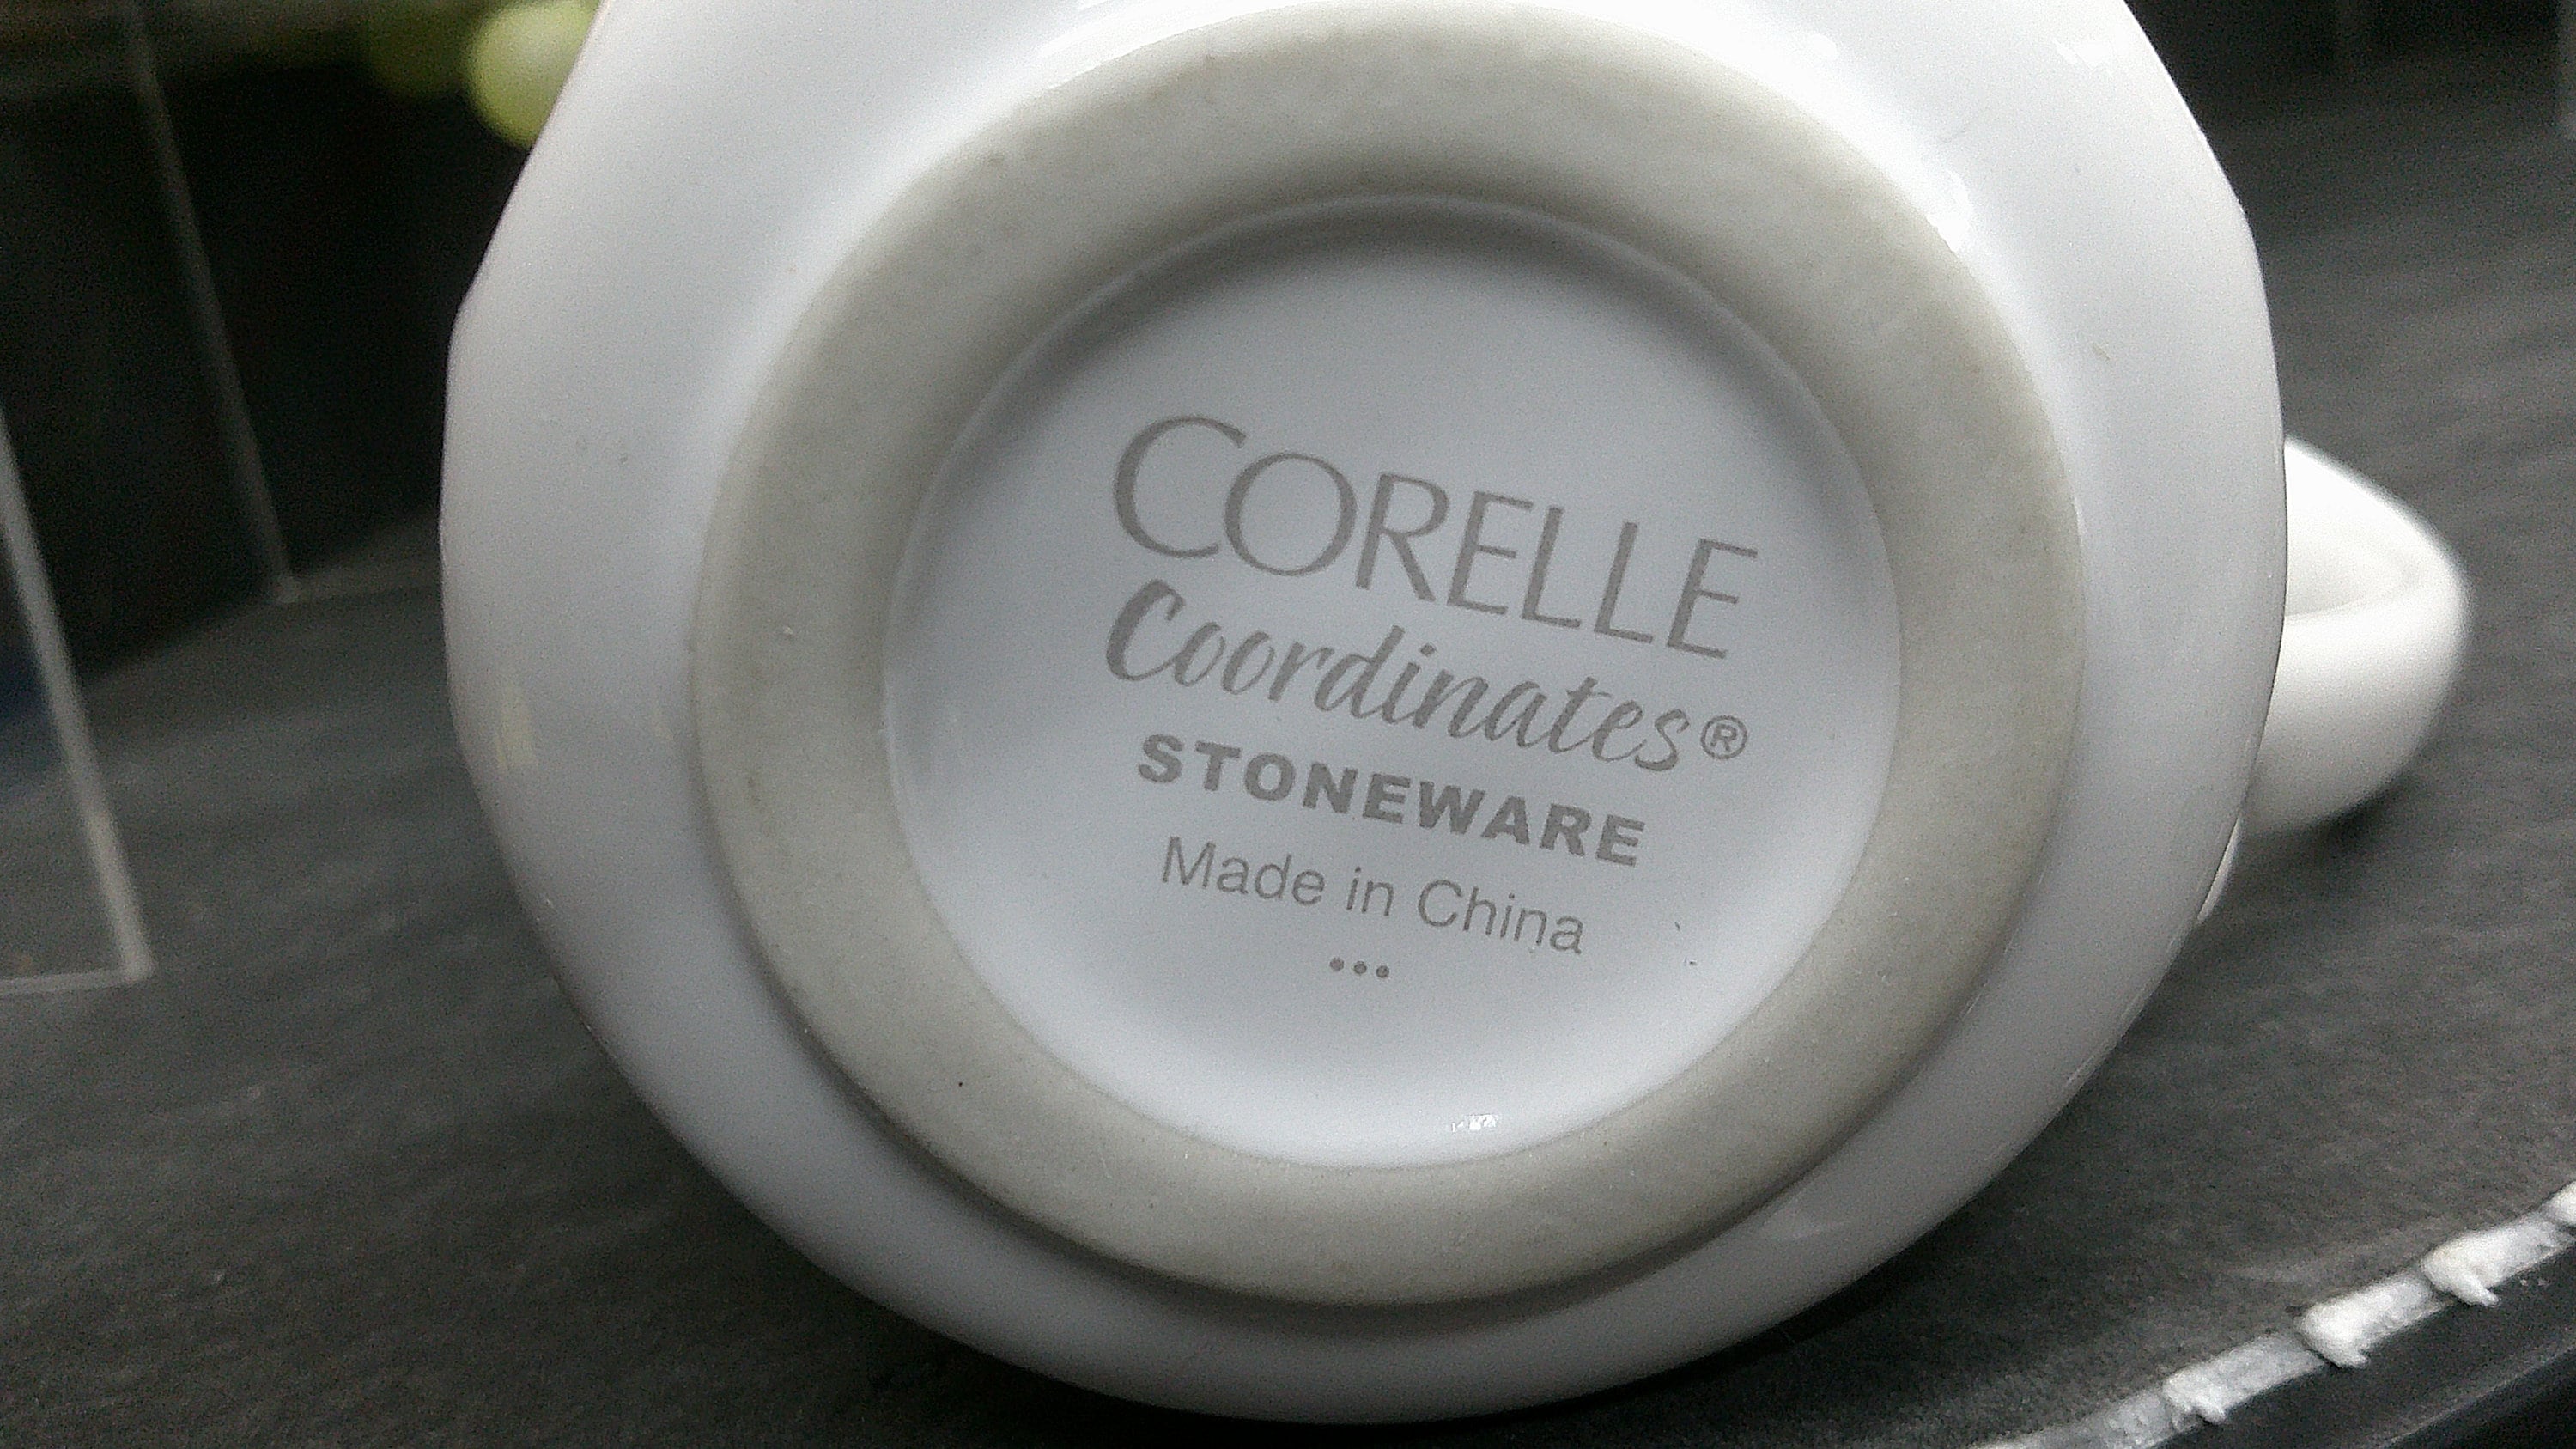 CORELLE
Coordinates®
STONEWARE
Made in China
•••